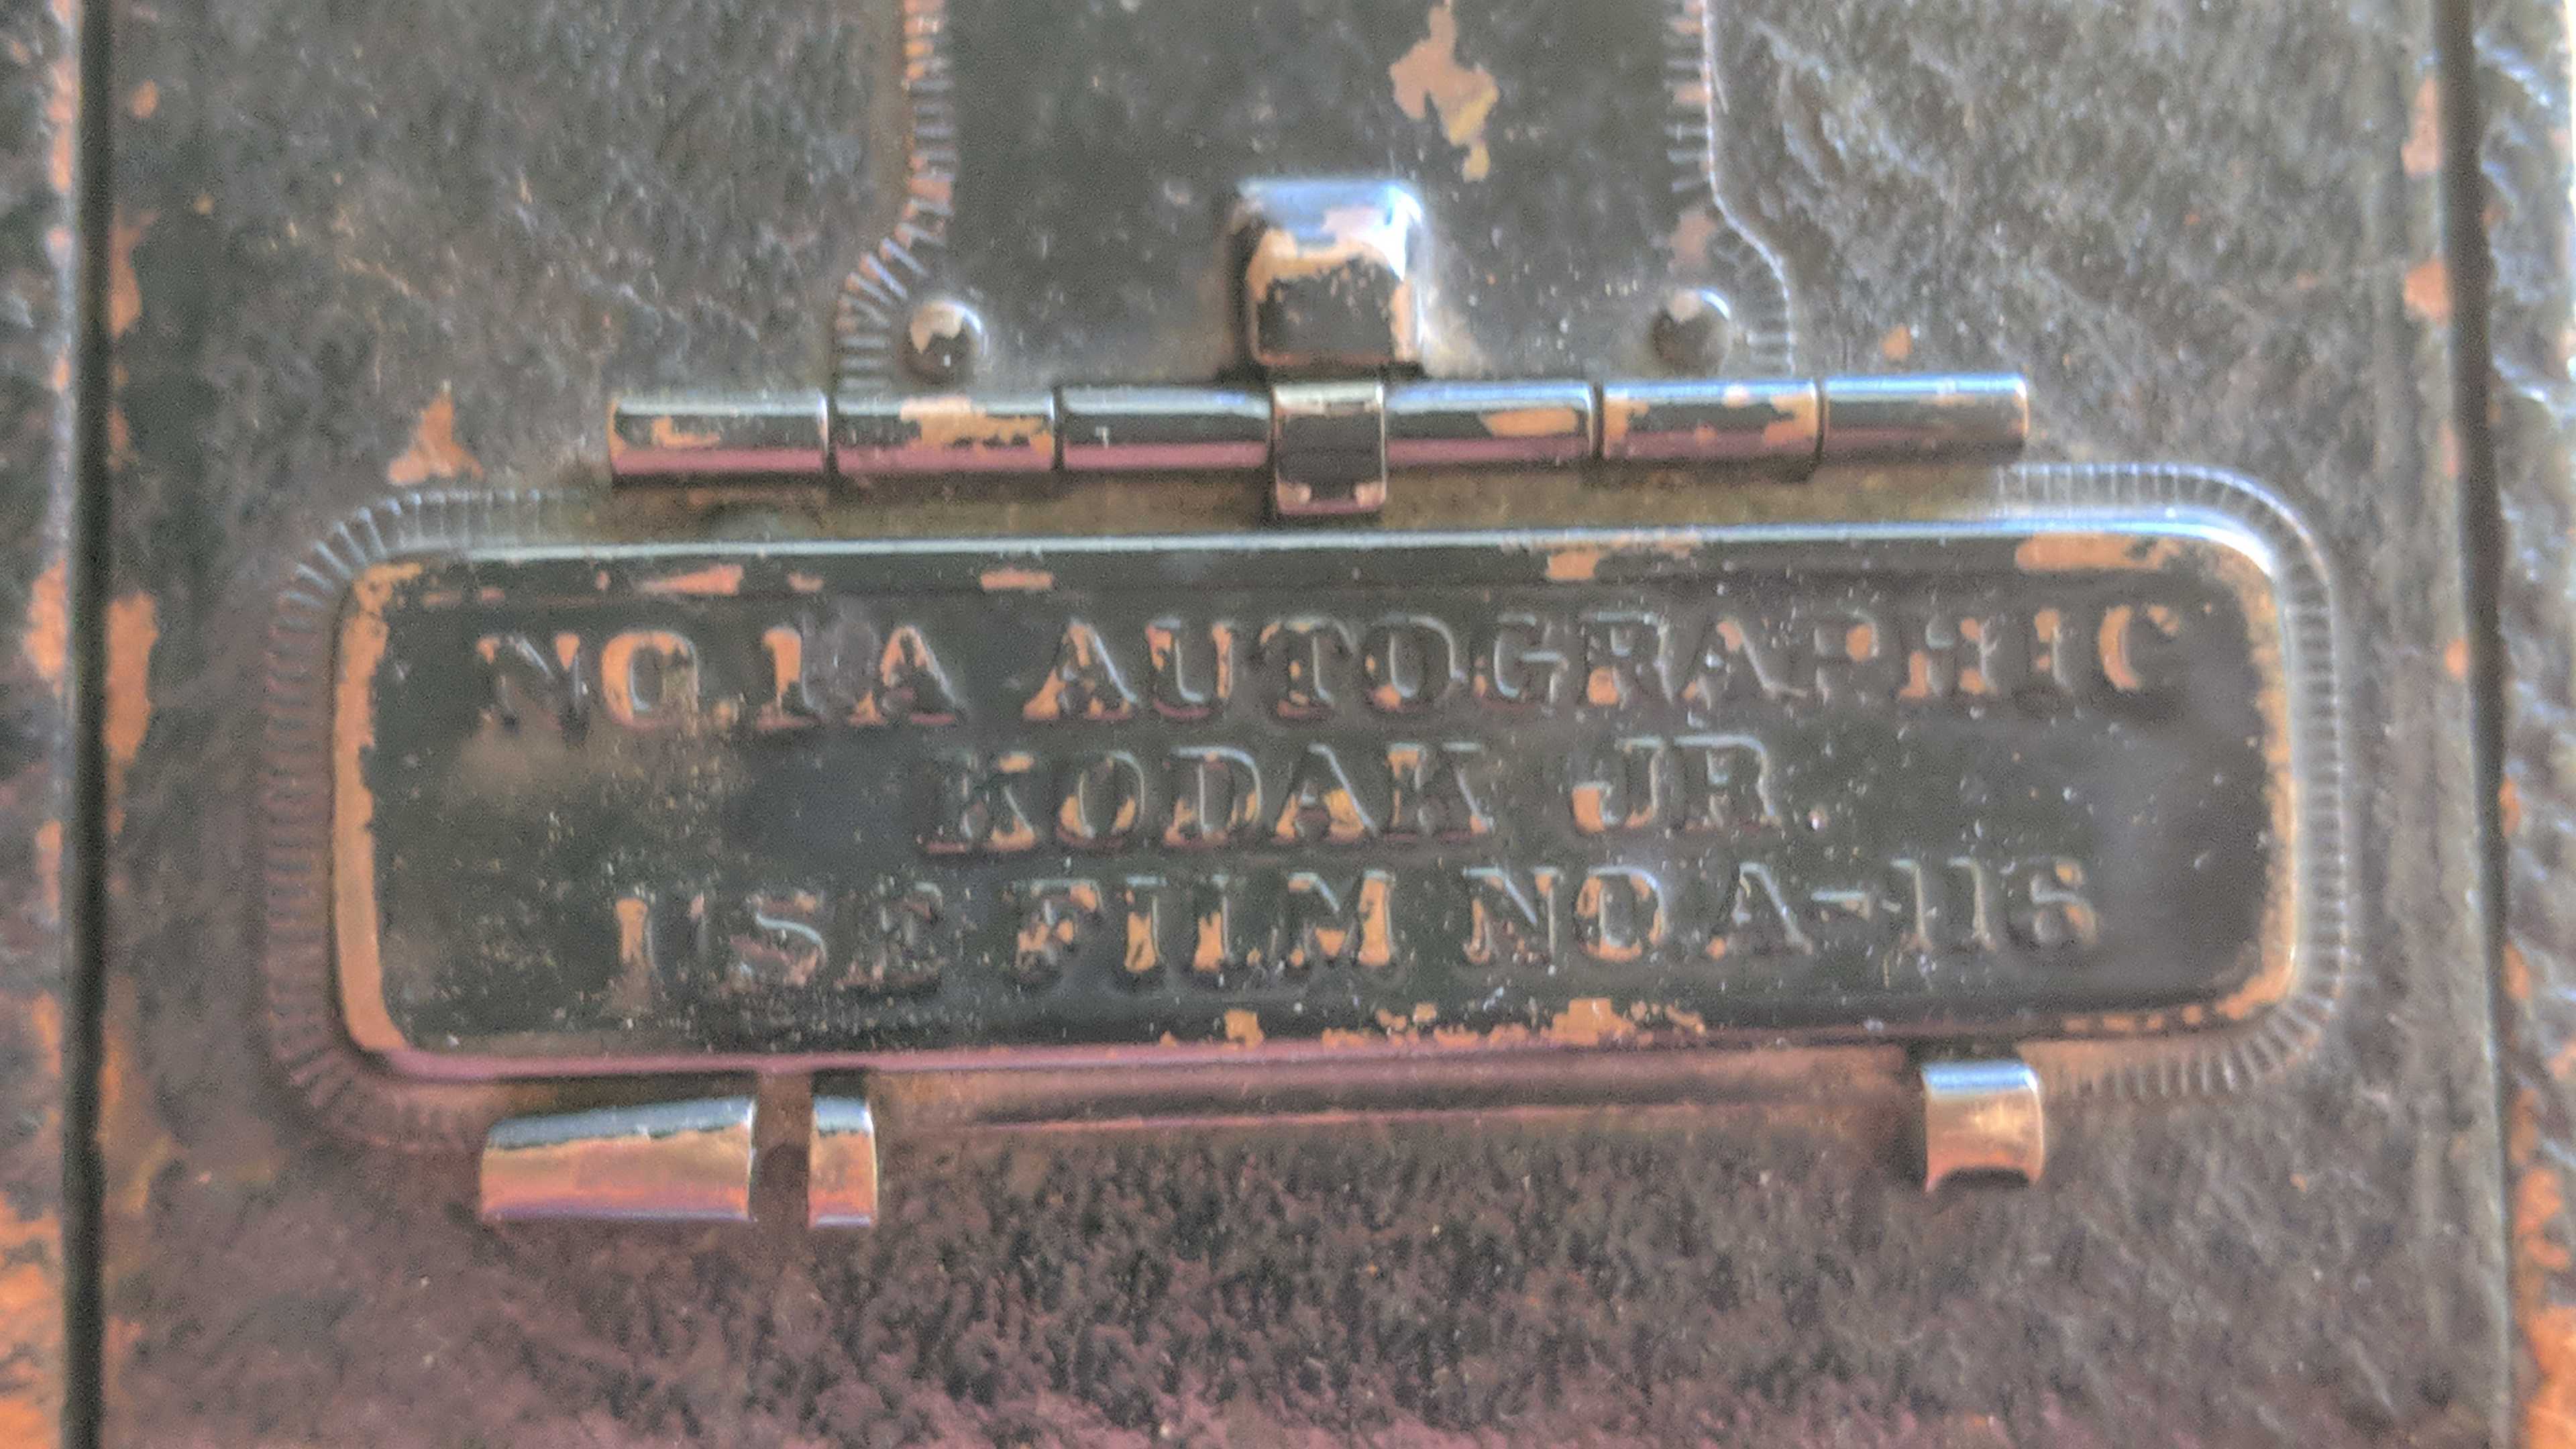 NO.1A AUTOGRAPHIC
KODAK JR.
USE FILM NO A-116